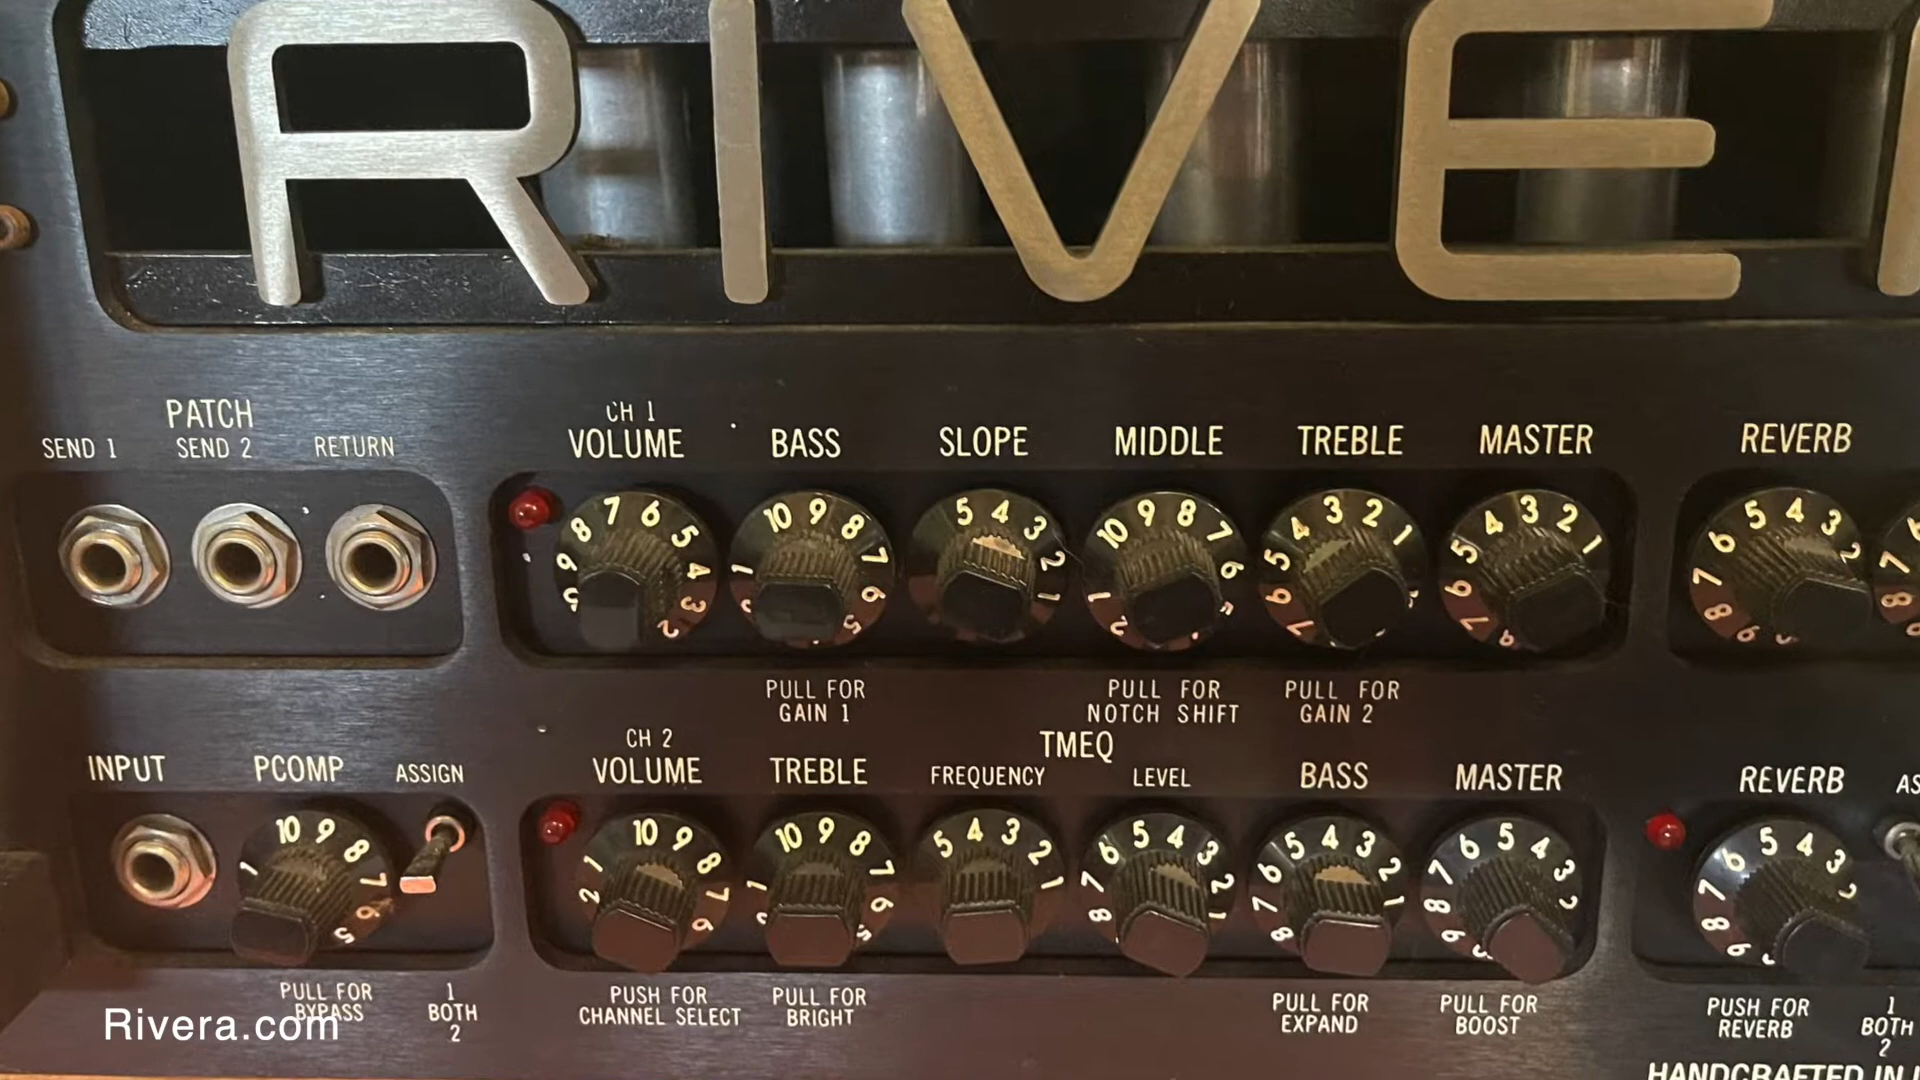 RIVE
PATCH
SEND 1 SEND 2 RETURN
CH 1
VOLUME BASS SLOPE MIDDLE TREBLE MASTER REVERB
PULL FOR
GAIN 1
PULL FOR
NOTCH SHIFT
PULL FOR
GAIN 2
INPUT PCOMP ASSIGN
CH 2
VOLUME TREBLE
TMEQ
FREQUENCY LEVEL
BASS MASTER REVERB
PULL FOR
BYPASS
1
BOTH
2
PUSH FOR
CHANNEL SELECT
PULL FOR
BRIGHT
PULL FOR
EXPAND
PULL FOR
BOOST
PUSH FOR
REVERB
1
BOTH
2
HANDCRAFTED IN
Rivera.com